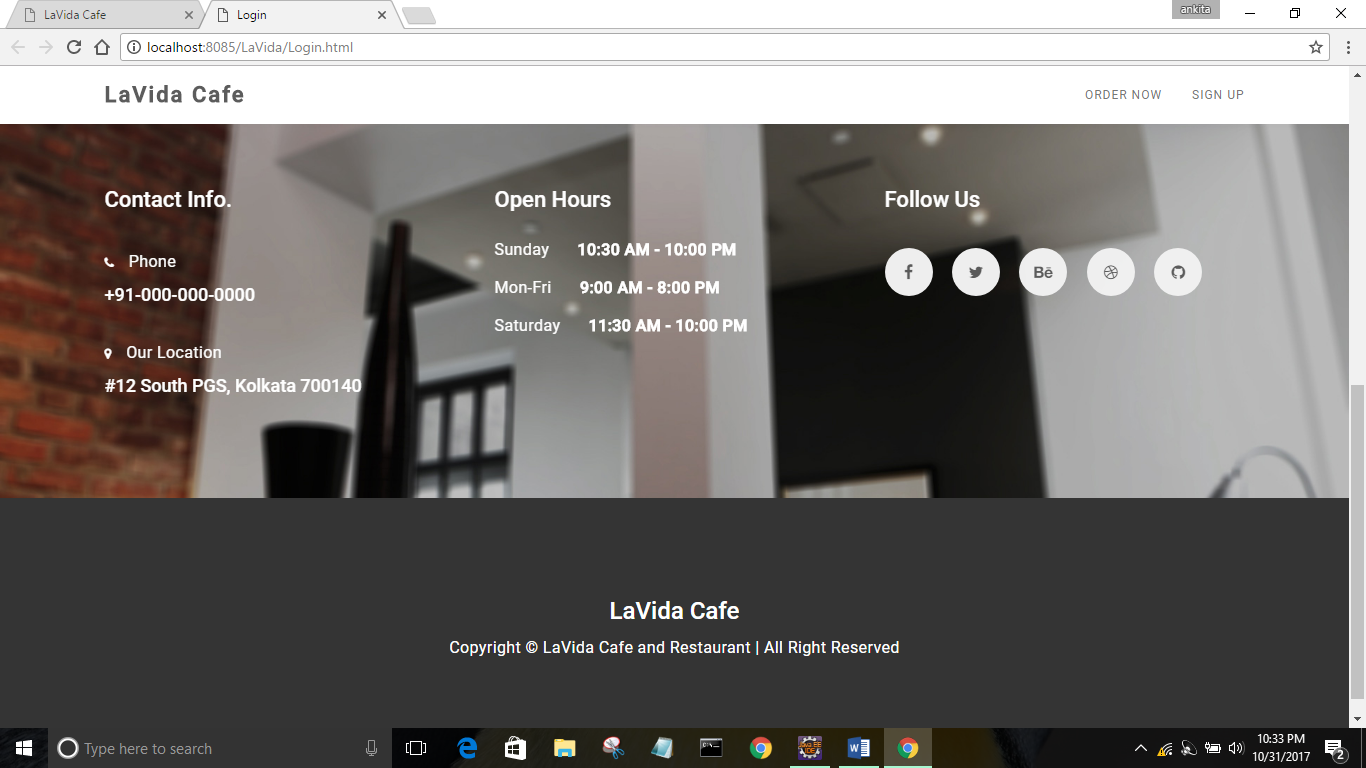 LaVida Cafe
Login
ankita
localhost:8085/LaVida/Login.html
LaVida Cafe
ORDER NOW
SIGN UP
Contact Info.
Phone
+91-000-000-0000
Our Location
#12 South PGS, Kolkata 700140
Open Hours
Sunday 10:30 AM - 10:00 PM
Mon-Fri 9:00 AM - 8:00 PM
Saturday 11:30 AM - 10:00 PM
Follow Us
Bē
LaVida Cafe
Copyright © LaVida Cafe and Restaurant | All Right Reserved
Type here to search
10:33 PM
10/31/2017
2